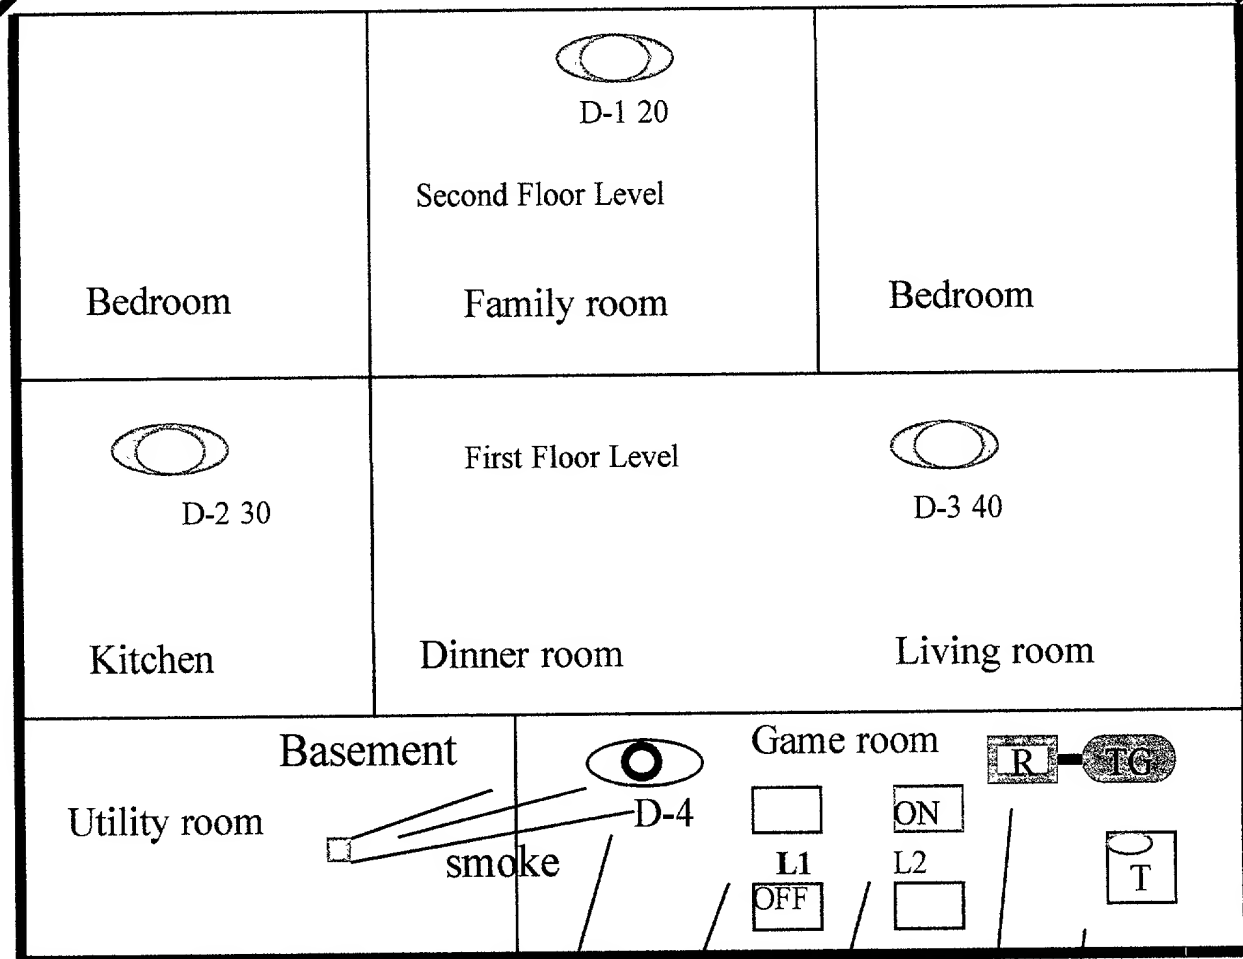 D-1 20
Second Floor Level
Bedroom
Family room
Bedroom
First Floor Level
D-2 30
D-3 40
Kitchen
Dinner room
Living room
Basement
Game room
R
TG
Utility room
D-4
ON
smoke
L1
L2
T
OFF